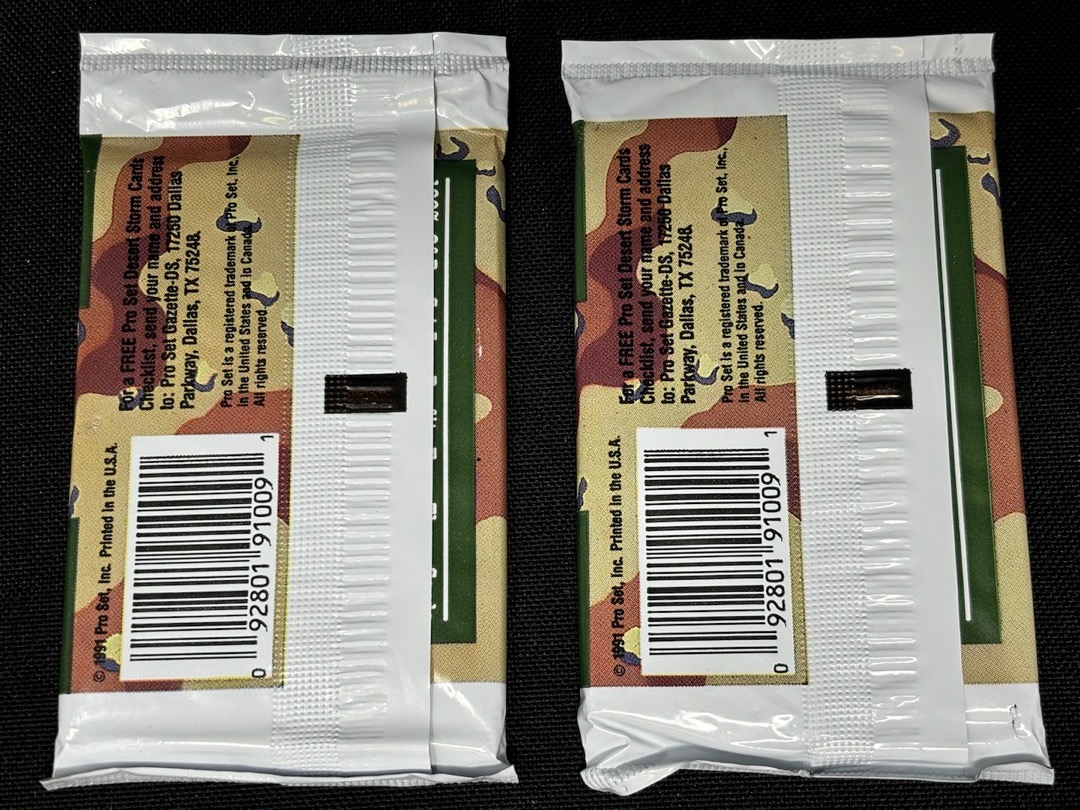 For a FREE Pro Set Desert Storm Cards
Checklist, send your name and address
to: Pro Set Gazette-DS, 17250 Dallas
Parkway, Dallas, TX 75248.
Pro Set is a registered trademark of Pro Set, Inc.,
in the United States and in Canada.
All rights reserved.
© 1991 Pro Set, Inc. Printed in the U.S.A.
0 92801 91009 1
For a FREE Pro Set Desert Storm Cards
Checklist, send your name and address
to: Pro Set Gazette-DS, 17250 Dallas
Parkway, Dallas, TX 75248.
Pro Set is a registered trademark of Pro Set, Inc.,
in the United States and in Canada.
All rights reserved.
© 1991 Pro Set, Inc. Printed in the U.S.A.
0 92801 91009 1